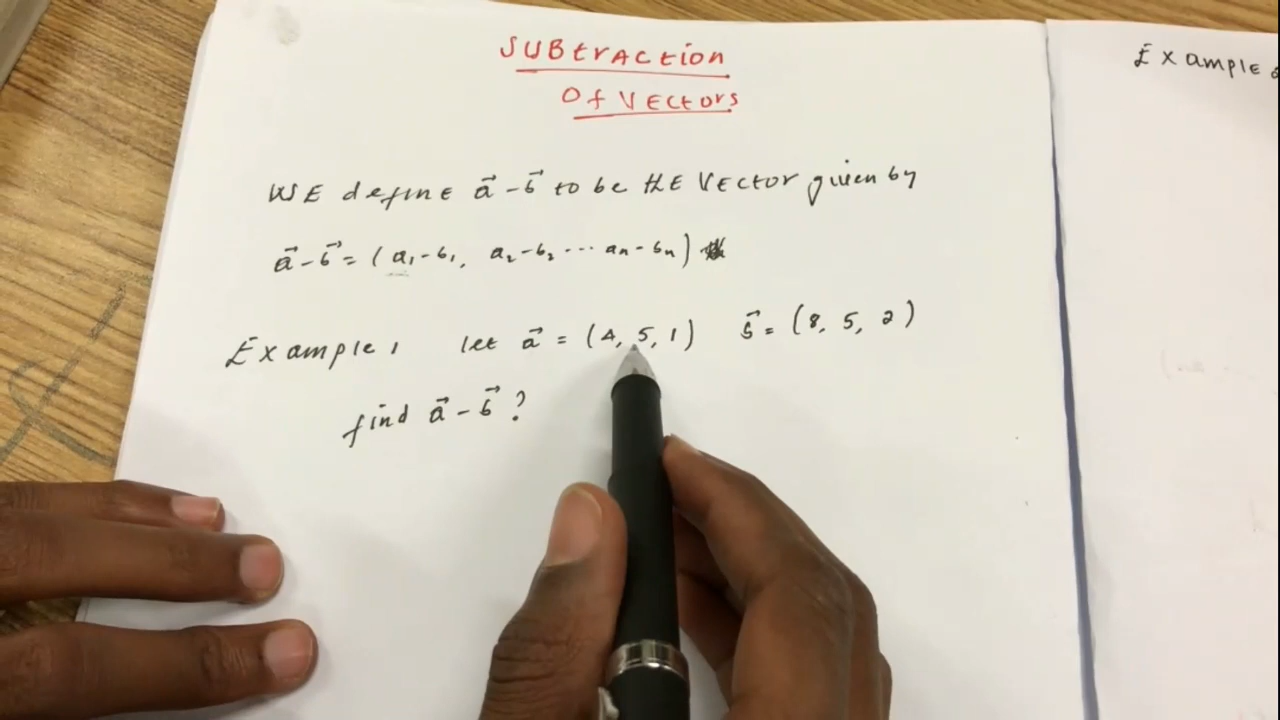 SUBtRACtion
Of VECtors
WE define a⃗ - b⃗ to be the VECtor given by
a⃗ - b⃗ = (a₁ - b₁, a₂ - b₂ ... an - bn)
Example 1 let a⃗ = (4, 5, 1) b⃗ = (8, 5, 2)
find a⃗ - b⃗ ?
Example